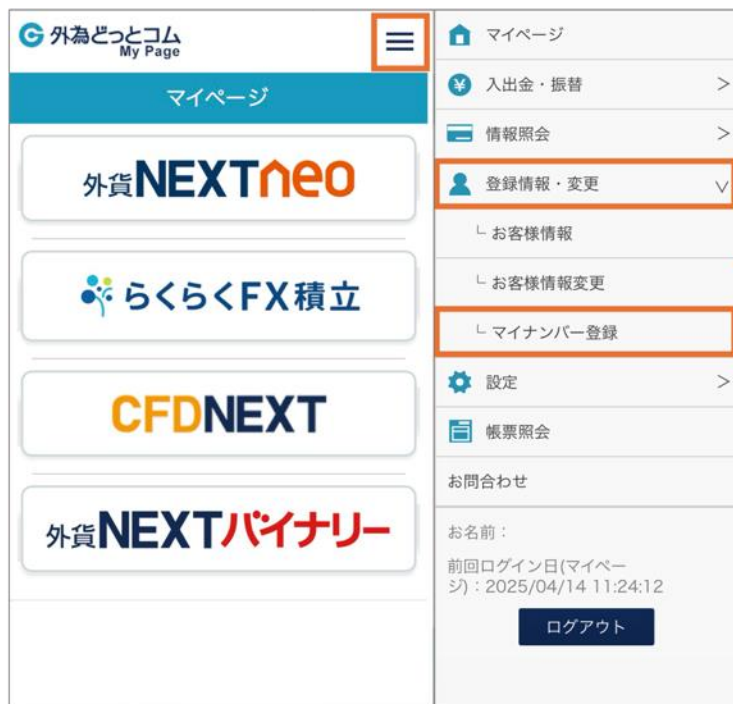 外為どっとコム
My Page
マイページ
外貨NEXTneo
らくらくFX積立
CFDNEXT
外貨NEXTバイナリー
マイページ
入出金・振替 >
情報照会 >
登録情報・変更 ∨
└ お客様情報
└ お客様情報変更
└ マイナンバー登録
設定 >
帳票照会
お問合わせ
お名前：
前回ログイン日(マイペー
ジ)：2025/04/14 11:24:12
ログアウト